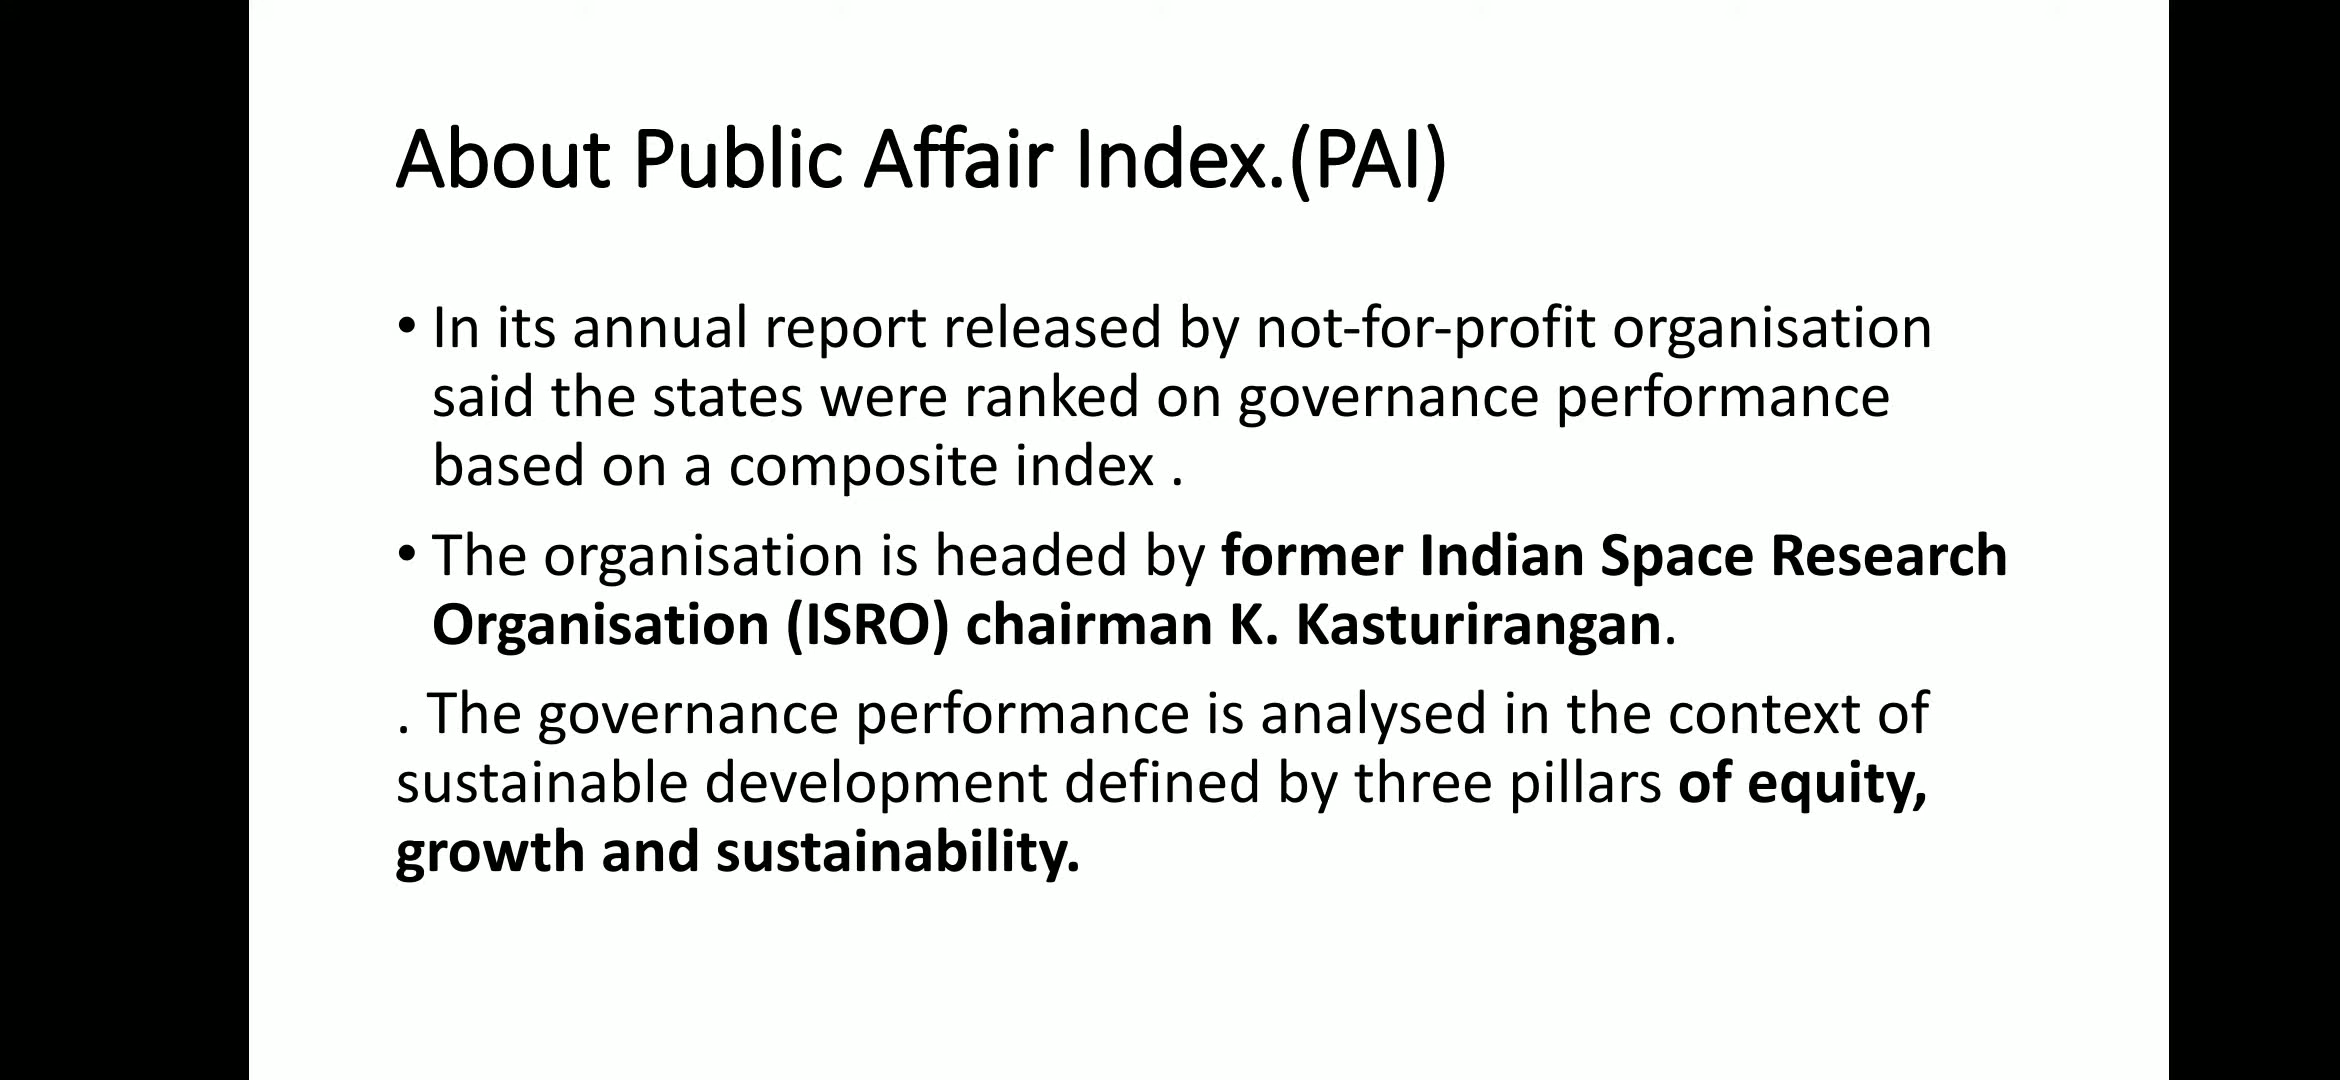 About Public Affair Index.(PAI)
• In its annual report released by not-for-profit organisation
said the states were ranked on governance performance
based on a composite index .
• The organisation is headed by former Indian Space Research
Organisation (ISRO) chairman K. Kasturirangan.
. The governance performance is analysed in the context of
sustainable development defined by three pillars of equity,
growth and sustainability.